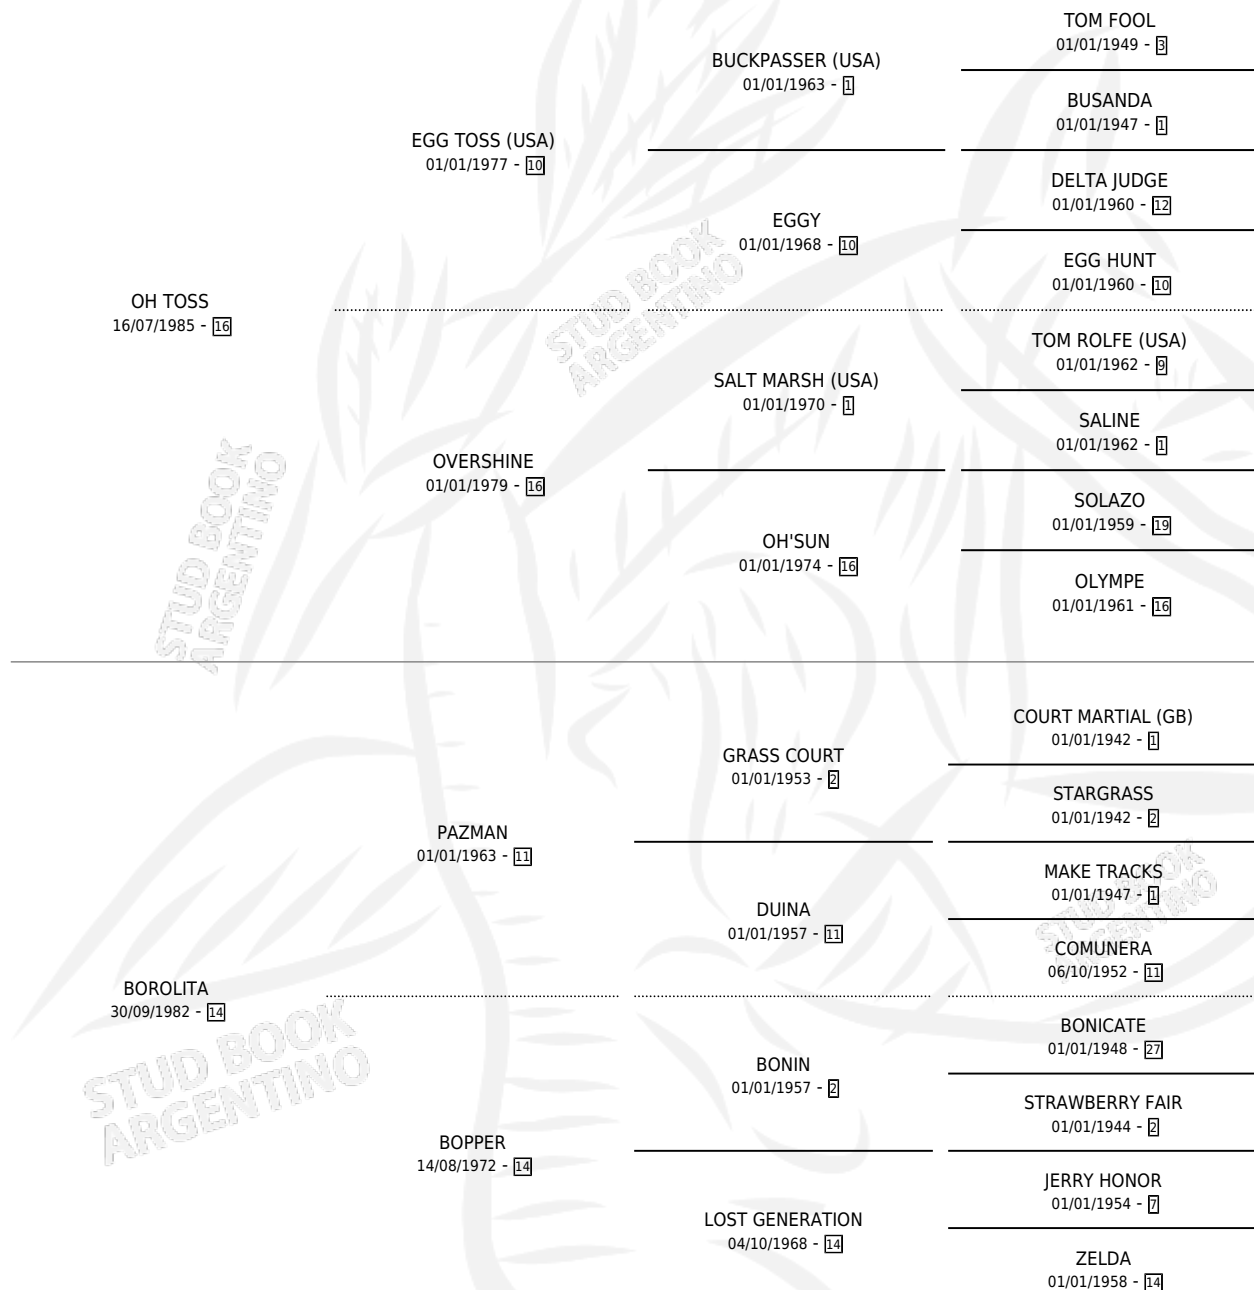 TOM FOOL
01/01/1949 - 3
BUCKPASSER (USA)
01/01/1963 - 1
BUSANDA
01/01/1947 - 1
EGG TOSS (USA)
01/01/1977 - 10
DELTA JUDGE
01/01/1960 - 12
EGGY
01/01/1968 - 10
EGG HUNT
01/01/1960 - 10
OH TOSS
16/07/1985 - 16
TOM ROLFE (USA)
01/01/1962 - 9
SALT MARSH (USA)
01/01/1970 - 1
SALINE
01/01/1962 - 1
OVERSHINE
01/01/1979 - 16
SOLAZO
01/01/1959 - 19
OH'SUN
01/01/1974 - 16
OLYMPE
01/01/1961 - 16
COURT MARTIAL (GB)
01/01/1942 - 1
GRASS COURT
01/01/1953 - 2
STARGRASS
01/01/1942 - 2
PAZMAN
01/01/1963 - 11
MAKE TRACKS
01/01/1947 - 1
DUINA
01/01/1957 - 11
COMUNERA
06/10/1952 - 11
BOROLITA
30/09/1982 - 14
BONICATE
01/01/1948 - 27
BONIN
01/01/1957 - 2
STRAWBERRY FAIR
01/01/1944 - 2
BOPPER
14/08/1972 - 14
JERRY HONOR
01/01/1954 - 7
LOST GENERATION
04/10/1968 - 14
ZELDA
01/01/1958 - 14
STUD BOOK
ARGENTINO
STUD BOOK
ARGENTINO
STUD BOOK
ARGENTINO
STUD BOOK
ARGENTINO